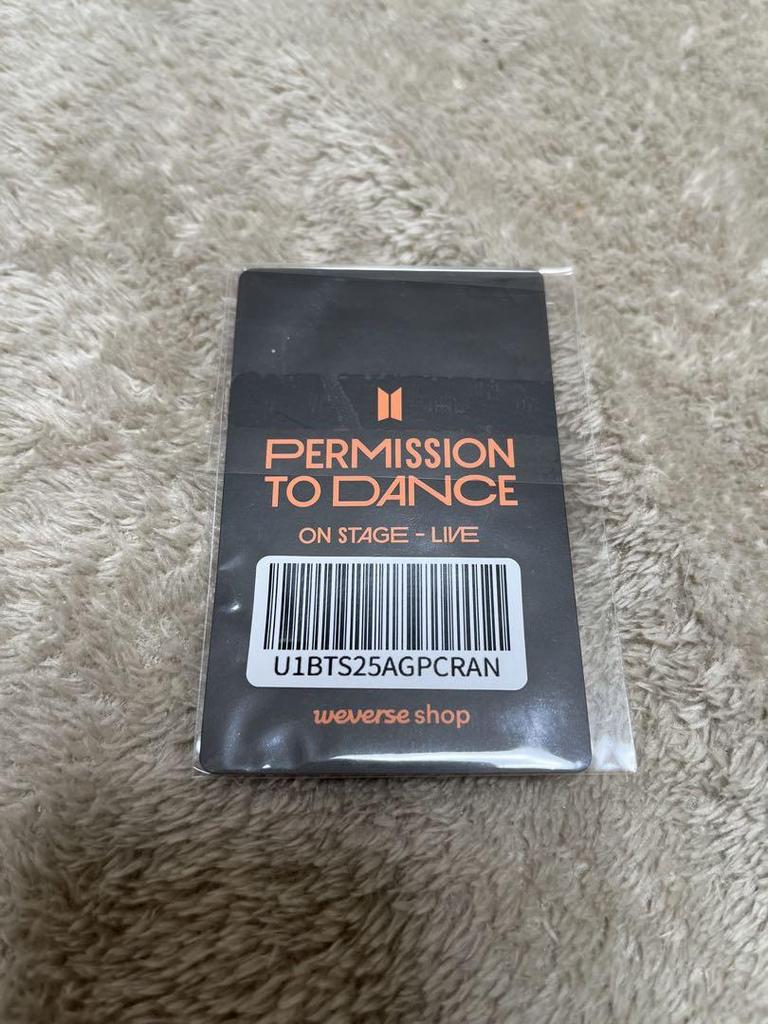 PERMISSION
TO DANCE
ON STAGE - LIVE
U1BTS25AGPCRAN
weverse shop